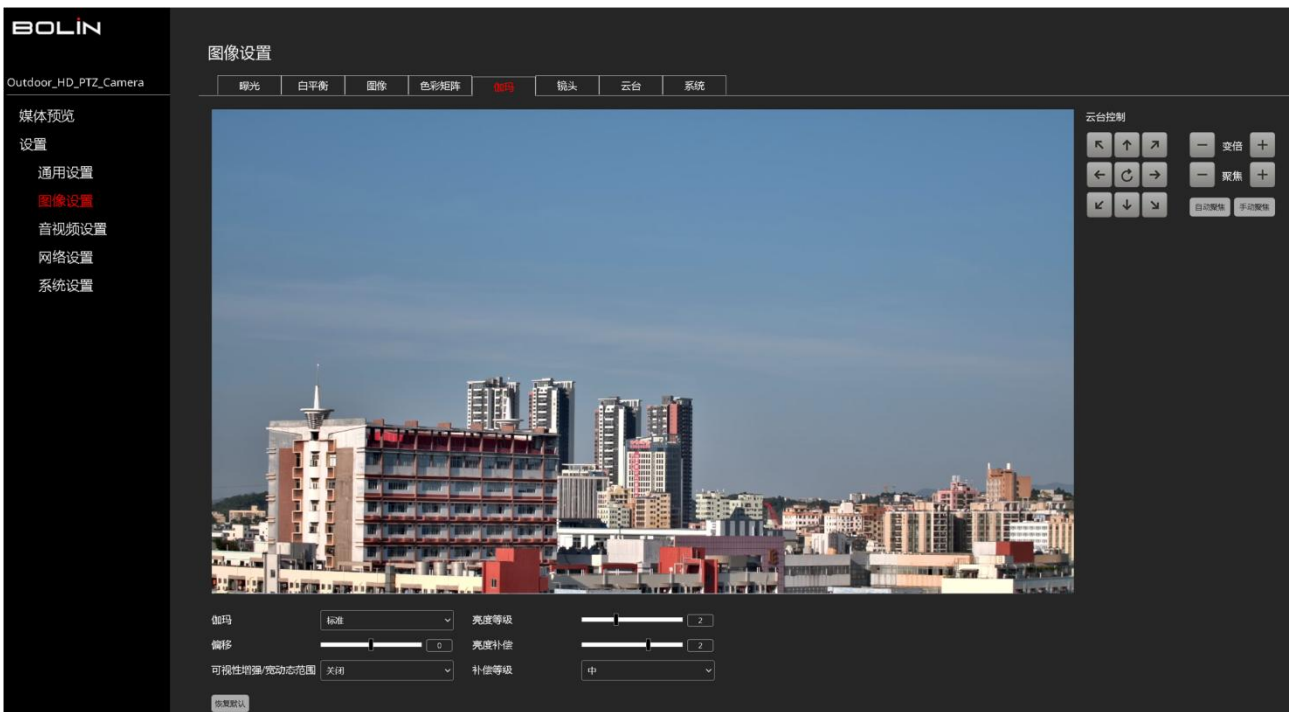 BOLIN
Outdoor_HD_PTZ_Camera
媒体预览
设置
通用设置
图像设置
音视频设置
网络设置
系统设置
图像设置
曝光 白平衡 图像 色彩矩阵 伽玛 镜头 云台 系统
云台控制
变倍
聚焦
自动聚焦 手动聚焦
伽玛 标准 亮度等级 2
偏移 0 亮度补偿 2
可视性增强/宽动态范围 关闭 补偿等级 中
恢复默认